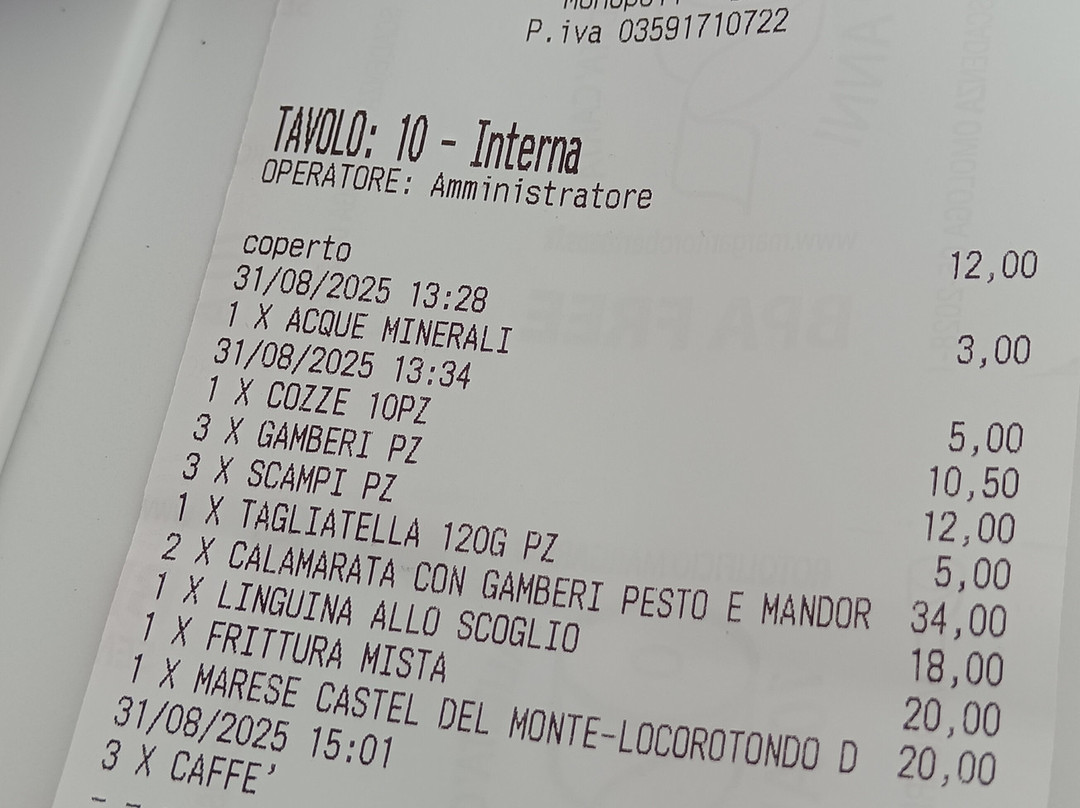 P.iva 03591710722
TAVOLO: 10 - Interna
OPERATORE: Amministratore
coperto 12,00
31/08/2025 13:28
1 X ACQUE MINERALI 3,00
31/08/2025 13:34
1 X COZZE 10PZ 5,00
3 X GAMBERI PZ 10,50
3 X SCAMPI PZ 12,00
1 X TAGLIATELLA 120G PZ 5,00
2 X CALAMARATA CON GAMBERI PESTO E MANDOR 34,00
1 X LINGUINA ALLO SCOGLIO 18,00
1 X FRITTURA MISTA 20,00
1 X MARESE CASTEL DEL MONTE-LOCOROTONDO D 20,00
31/08/2025 15:01
3 X CAFFE'